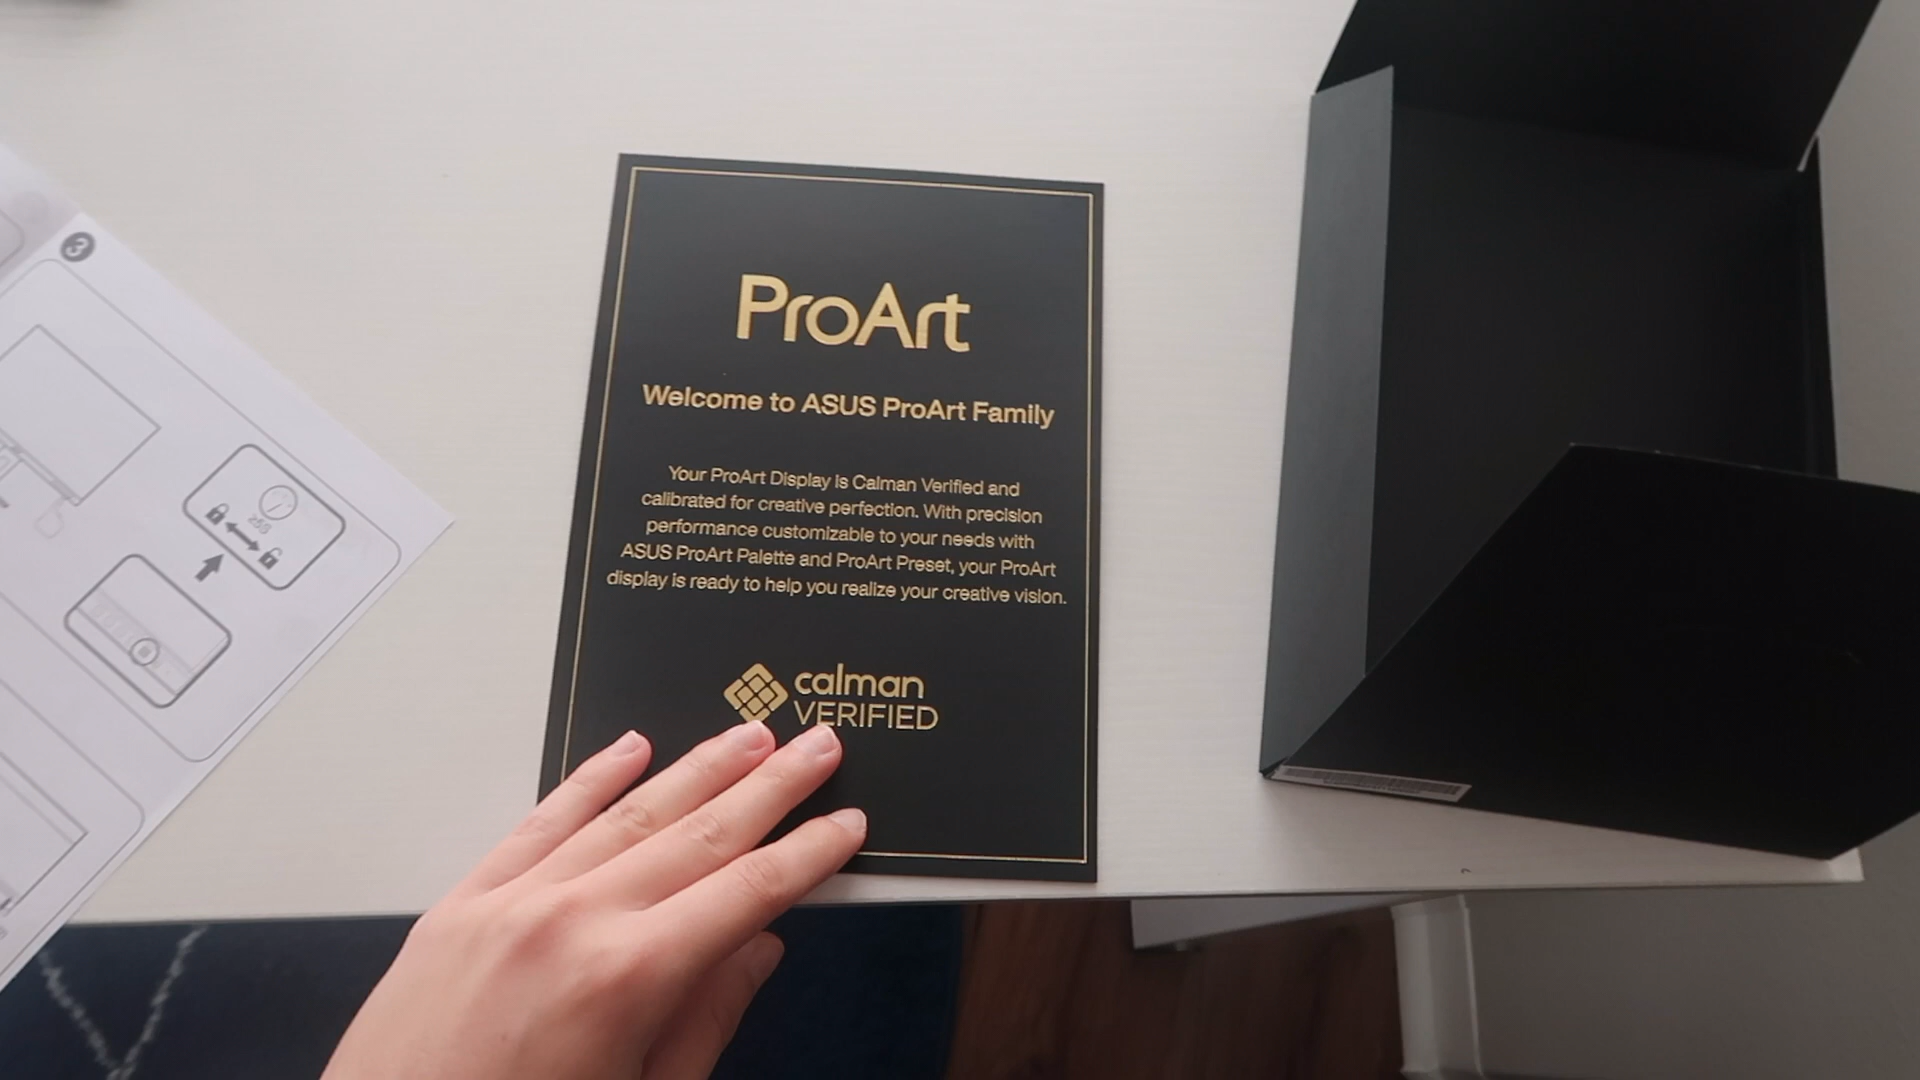 3
ProArt
Welcome to ASUS ProArt Family
Your ProArt Display is Calman Verified and
calibrated for creative perfection. With precision
performance customizable to your needs with
ASUS ProArt Palette and ProArt Preset, your ProArt
display is ready to help you realize your creative vision.
calman
VERIFIED